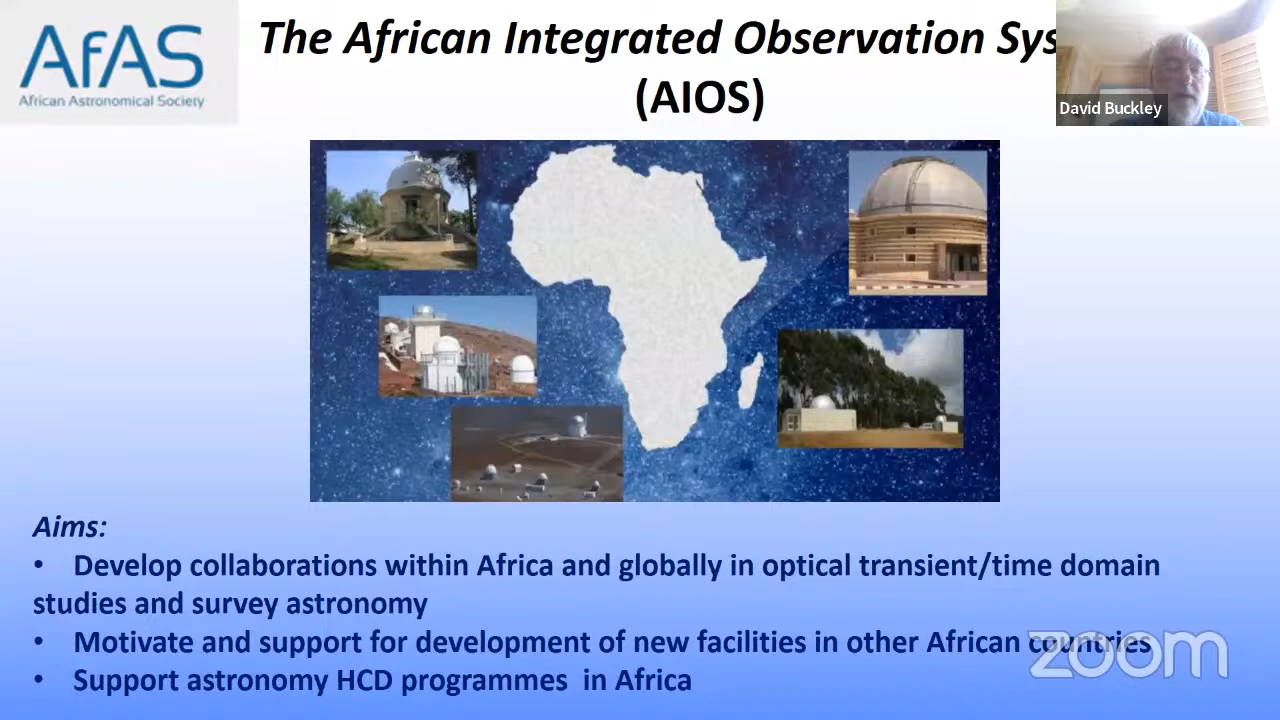 AfAS
African Astronomical Society
The African Integrated Observation Sys
(AIOS)
David Buckley
Aims:
• Develop collaborations within Africa and globally in optical transient/time domain
studies and survey astronomy
• Motivate and support for development of new facilities in other African countries
• Support astronomy HCD programmes in Africa
zoom